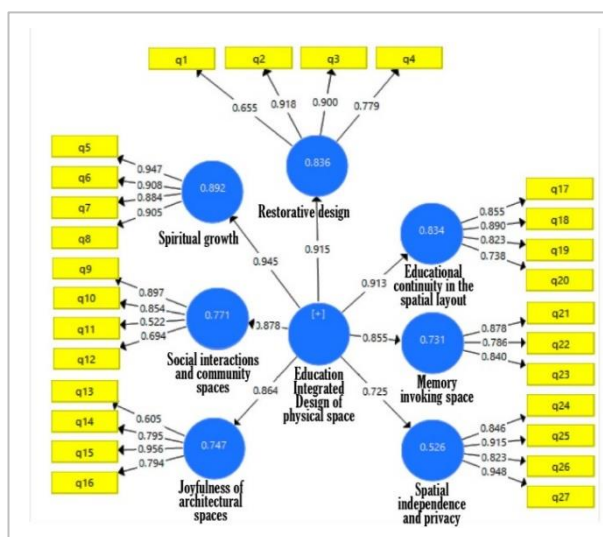 q1
q2
q3
q4
0.655
0.918
0.900
0.779
0.836
Restorative design
q5
q6
q7
q8
0.947
0.908
0.884
0.905
0.892
Spiritual growth
q17
q18
q19
q20
0.855
0.890
0.823
0.738
0.834
Educational
continuity in the
spatial layout
0.915
0.945
0.913
q9
q10
q11
q12
0.897
0.854
0.522
0.694
0.771
Social interactions
and community
spaces
0.878
[+]
Education
Integrated
Design of
physical space
0.855
q21
q22
q23
0.878
0.786
0.840
0.731
Memory
invoking space
0.864
0.725
q13
q14
q15
q16
0.605
0.795
0.956
0.794
0.747
Joyfulness of
architectural
spaces
q24
q25
q26
q27
0.846
0.915
0.823
0.948
0.526
Spatial
independence
and privacy